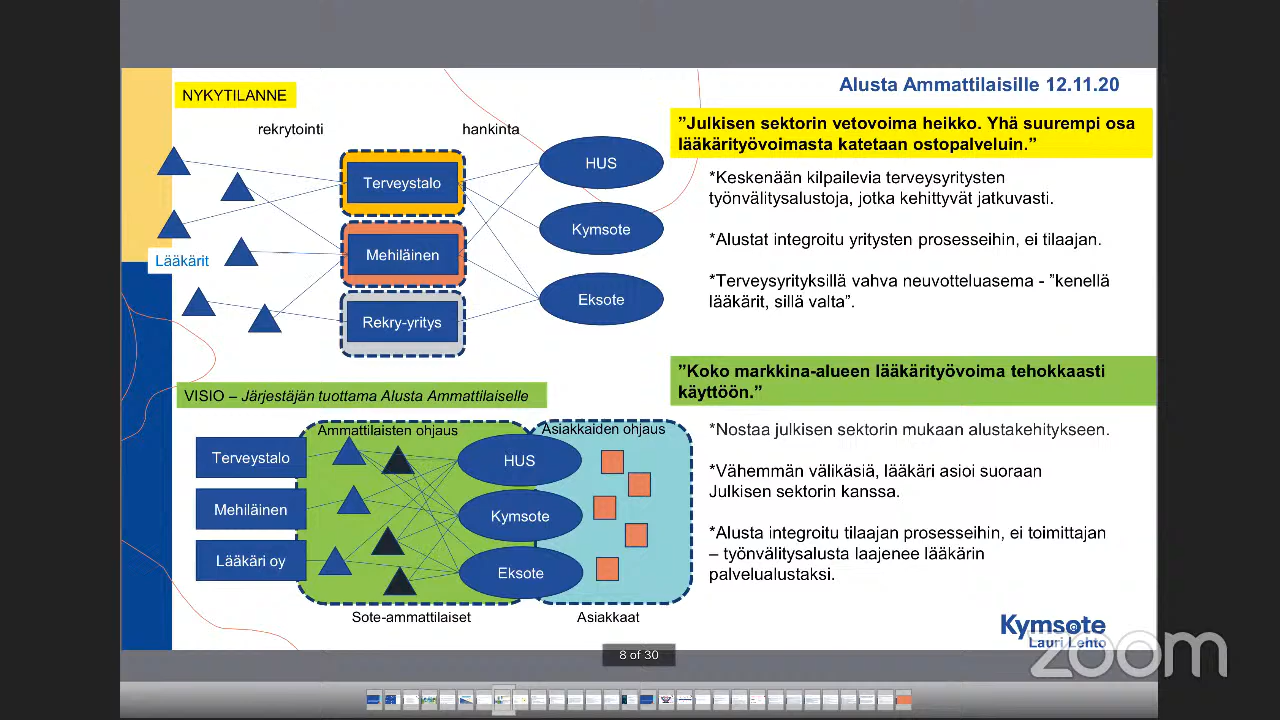 NYKYTILANNE
Alusta Ammattilaisille 12.11.20
rekrytointi
hankinta
Terveystalo
Mehiläinen
Rekry-yritys
HUS
Kymsote
Eksote
Lääkärit
"Julkisen sektorin vetovoima heikko. Yhä suurempi osa
lääkärityövoimasta katetaan ostopalveluin."
*Keskenään kilpailevia terveysyritysten
työnvälitysalustoja, jotka kehittyvät jatkuvasti.
*Alustat integroitu yritysten prosesseihin, ei tilaajan.
*Terveysyrityksillä vahva neuvotteluasema - "kenellä
lääkärit, sillä valta".
VISIO – Järjestäjän tuottama Alusta Ammattilaiselle
Ammattilaisten ohjaus
Asiakkaiden ohjaus
Terveystalo
Mehiläinen
Lääkäri oy
HUS
Kymsote
Eksote
Sote-ammattilaiset
Asiakkaat
"Koko markkina-alueen lääkärityövoima tehokkaasti
käyttöön."
*Nostaa julkisen sektorin mukaan alustakehitykseen.
*Vähemmän välikäsiä, lääkäri asioi suoraan
Julkisen sektorin kanssa.
*Alusta integroitu tilaajan prosesseihin, ei toimittajan
– työnvälitysalusta laajenee lääkärin
palvelualustaksi.
Kymsote
Lauri Lehto
zoom
8 of 30